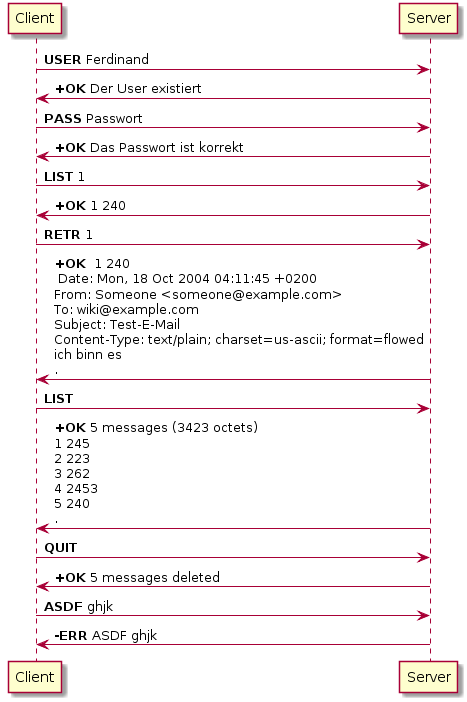 Client Server
USER Ferdinand
+OK Der User existiert
PASS Passwort
+OK Das Passwort ist korrekt
LIST 1
+OK 1 240
RETR 1
+OK 1 240
Date: Mon, 18 Oct 2004 04:11:45 +0200
From: Someone <someone@example.com>
To: wiki@example.com
Subject: Test-E-Mail
Content-Type: text/plain; charset=us-ascii; format=flowed
ich binn es
.
LIST
+OK 5 messages (3423 octets)
1 245
2 223
3 262
4 2453
5 240
.
QUIT
+OK 5 messages deleted
ASDF ghjk
-ERR ASDF ghjk
Client Server